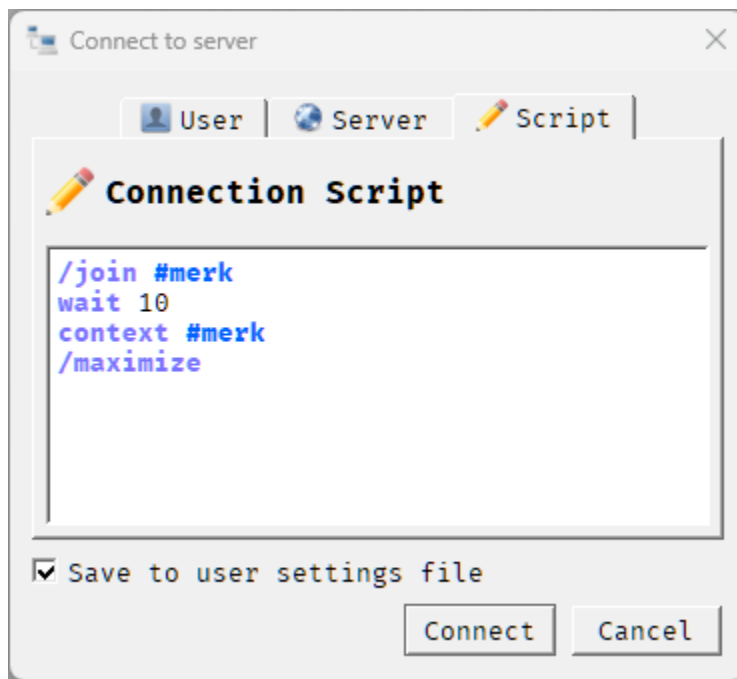 Connect to server
User
Server
Script
Connection Script
/join #merk
wait 10
context #merk
/maximize
Save to user settings file
Connect
Cancel